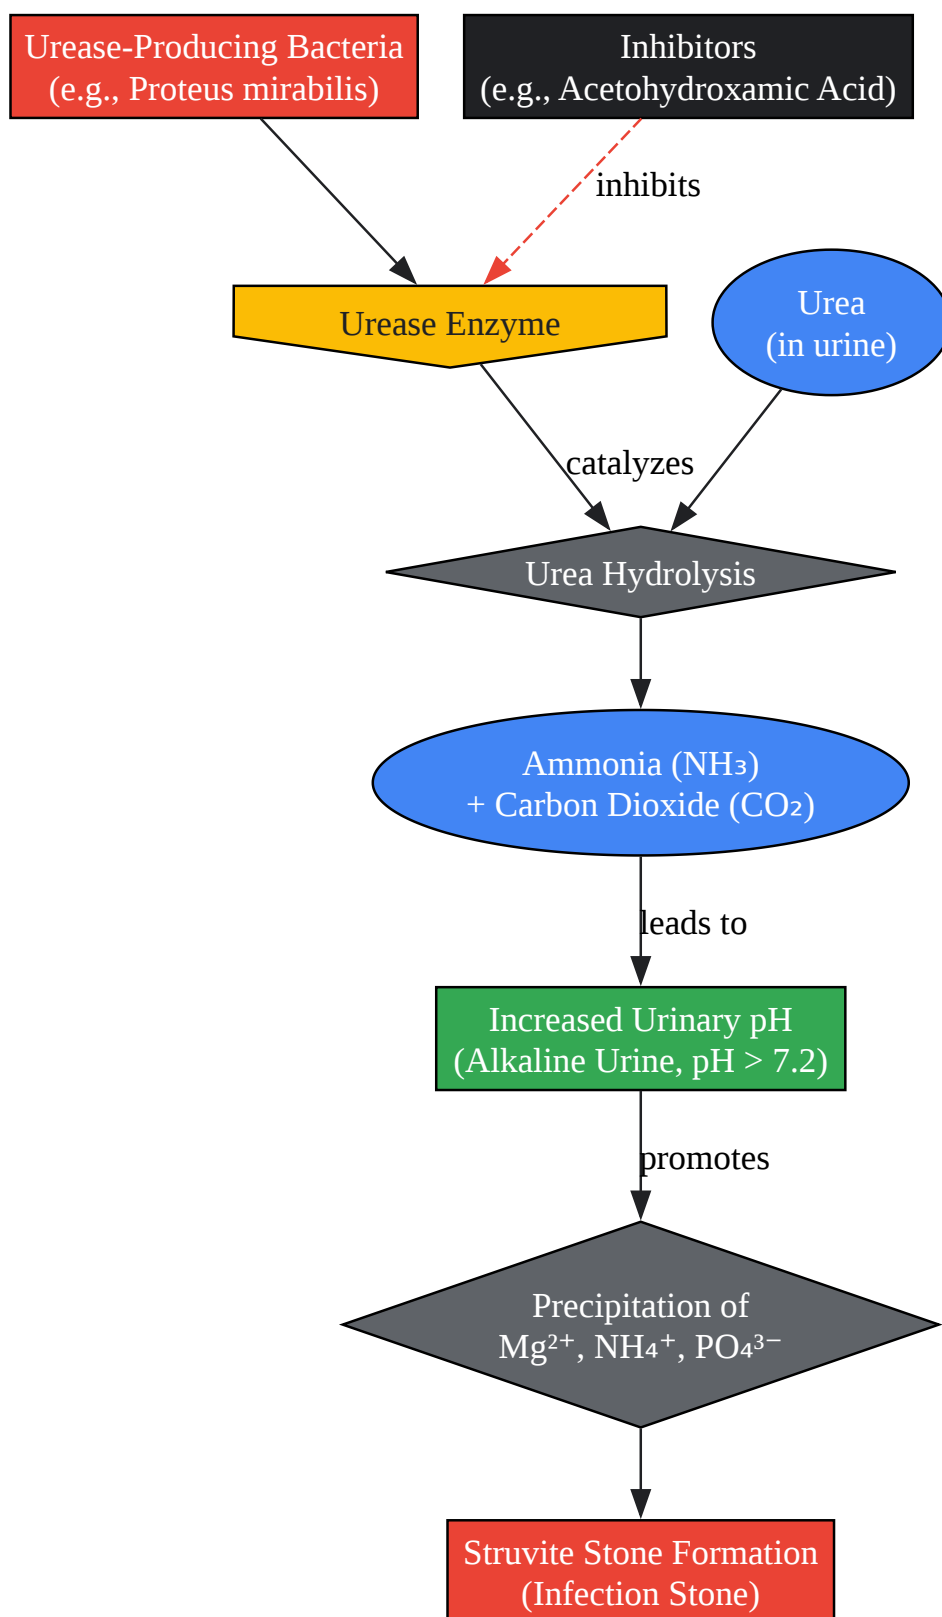 Urease-Producing Bacteria
(e.g., Proteus mirabilis)
Inhibitors
(e.g., Acetohydroxamic Acid)
inhibits
Urease Enzyme
Urea
(in urine)
catalyzes
Urea Hydrolysis
Ammonia (NH₃)
+ Carbon Dioxide (CO₂)
leads to
Increased Urinary pH
(Alkaline Urine, pH > 7.2)
promotes
Precipitation of
Mg²⁺, NH₄⁺, PO₄³⁻
Struvite Stone Formation
(Infection Stone)